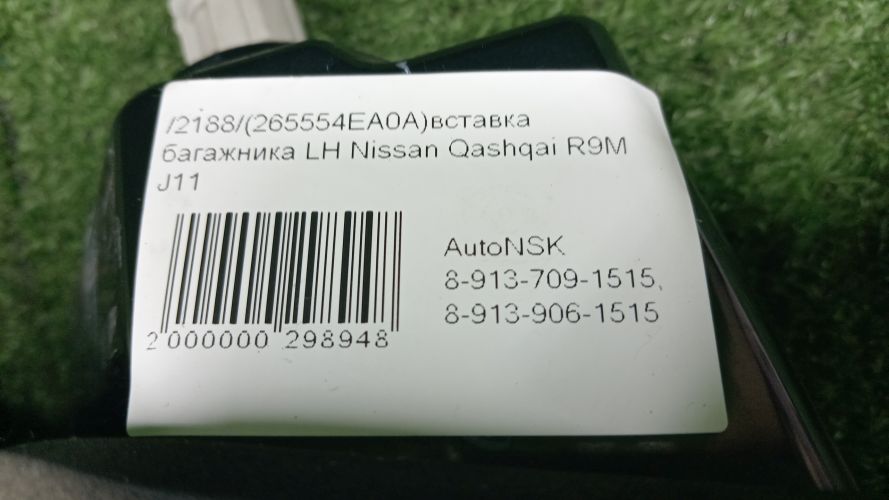 /2188/(265554EA0A)вставка
багажника LH Nissan Qashqai R9M
J11
AutoNSK
8-913-709-1515,
8-913-906-1515
2 000000 298948